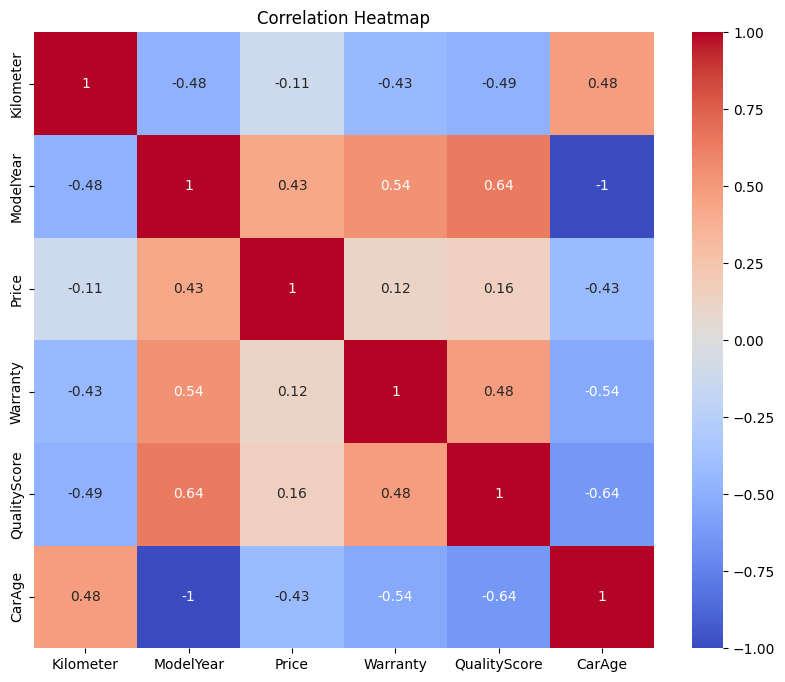 Correlation Heatmap
Kilometer 1 -0.48 -0.11 -0.43 -0.49 0.48
ModelYear -0.48 1 0.43 0.54 0.64 -1
Price -0.11 0.43 1 0.12 0.16 -0.43
Warranty -0.43 0.54 0.12 1 0.48 -0.54
QualityScore -0.49 0.64 0.16 0.48 1 -0.64
CarAge 0.48 -1 -0.43 -0.54 -0.64 1
Kilometer ModelYear Price Warranty QualityScore CarAge
1.00
0.75
0.50
0.25
0.00
−0.25
−0.50
−0.75
−1.00